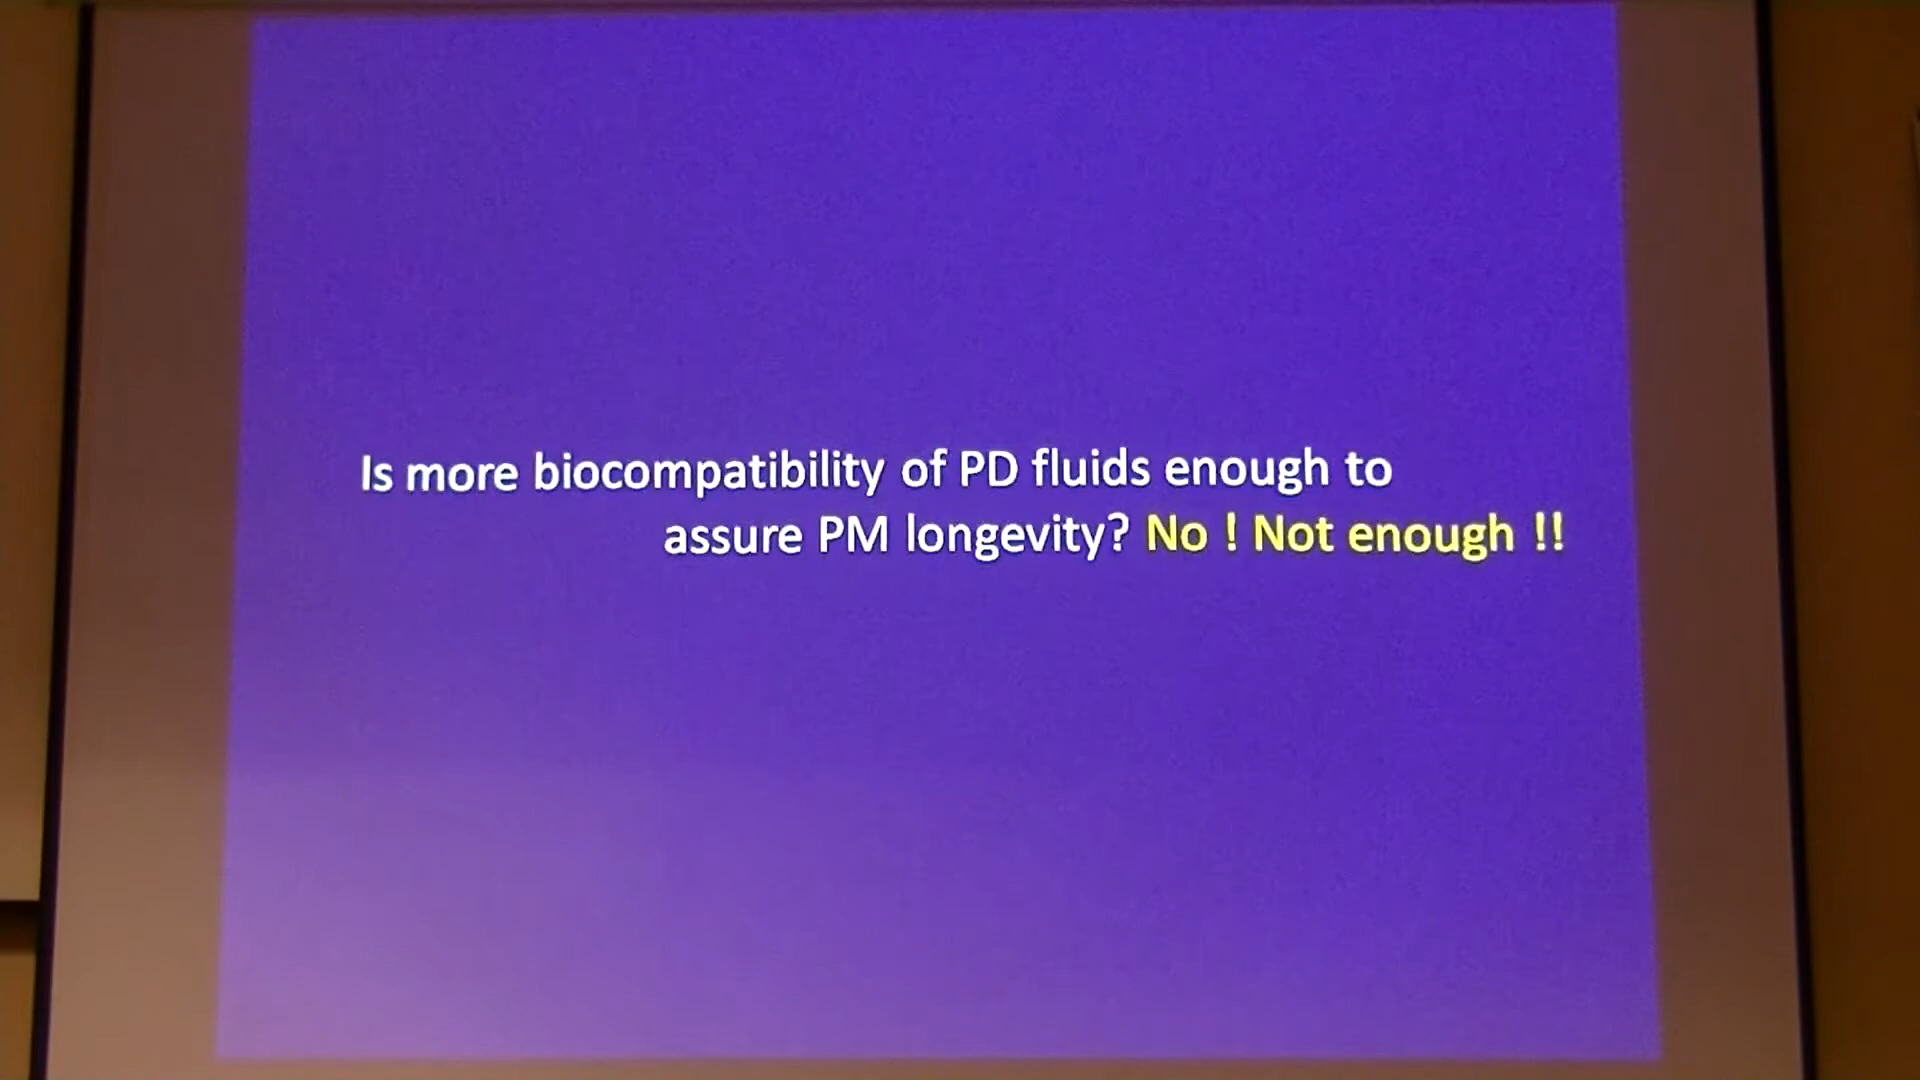 Is more biocompatibility of PD fluids enough to
assure PM longevity? No ! Not enough !!